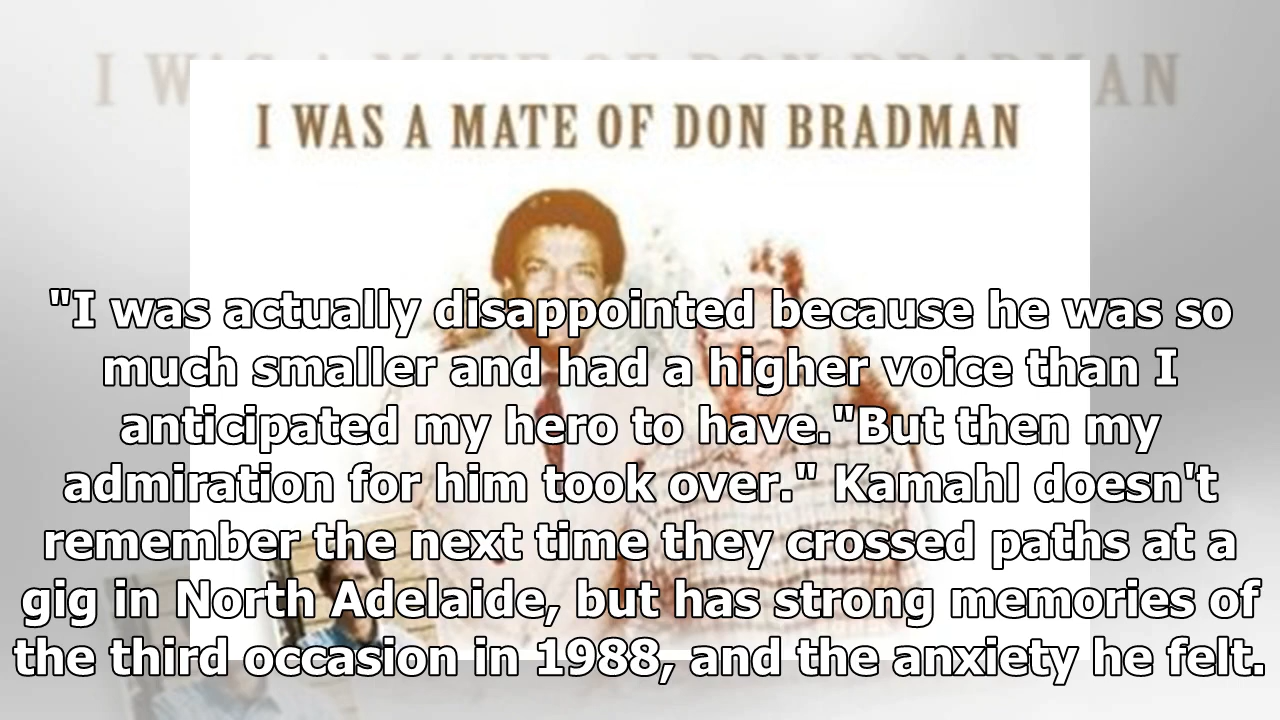 I WAS A MATE OF DON BRADMAN
"I was actually disappointed because he was so
much smaller and had a higher voice than I
anticipated my hero to have."But then my
admiration for him took over." Kamahl doesn't
remember the next time they crossed paths at a
gig in North Adelaide, but has strong memories of
the third occasion in 1988, and the anxiety he felt.